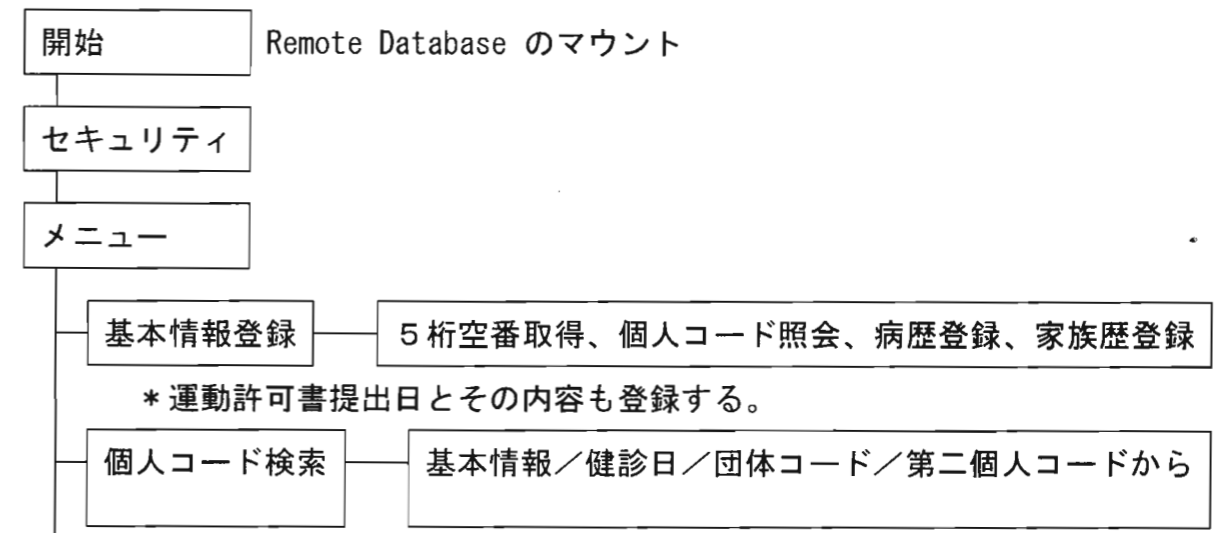 開始 Remote Database のマウント
セキュリティ
メニュー
基本情報登録 5桁空番取得、個人コード照会、病歴登録、家族歴登録
*運動許可書提出日とその内容も登録する。
個人コード検索 基本情報/健診日/団体コード/第二個人コードから